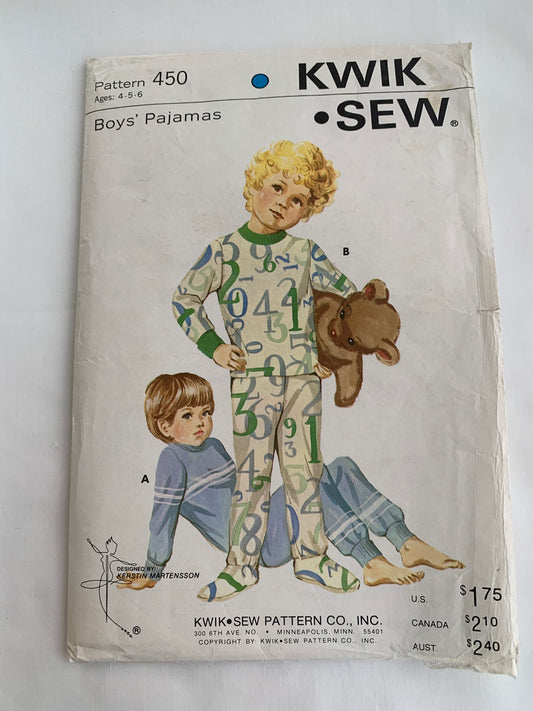 Pattern 450
Ages: 4-5-6
KWIK
•SEW®
Boys' Pajamas
B
A
DESIGNED BY:
KERSTIN MARTENSSON
®
KWIK•SEW PATTERN CO., INC.
300 6TH AVE. NO. • MINNEAPOLIS, MINN. 55401
COPYRIGHT BY: KWIK•SEW PATTERN CO., INC.
U.S. $1.75
CANADA $2.10
AUST. $2.40